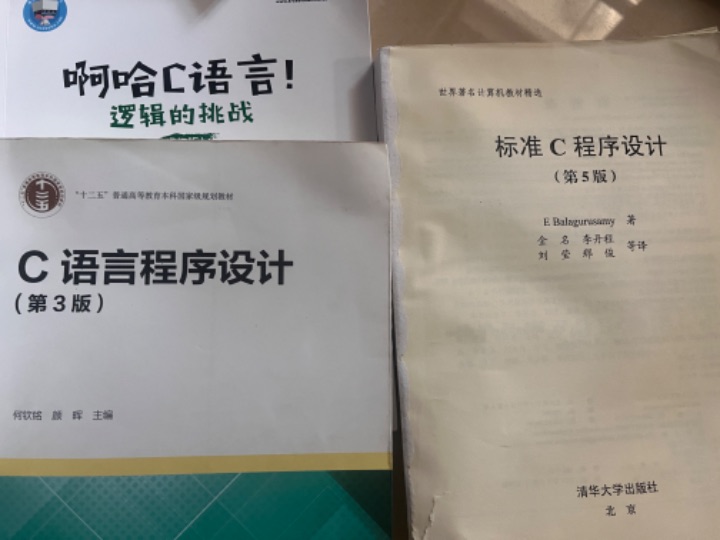 啊哈C语言!
逻辑的挑战
十二五
"十二五"普通高等教育本科国家级规划教材
C 语言程序设计
(第3版)
何钦铭 颜 晖 主编
世界著名计算机教材精选
标准 C 程序设计
(第5版)
E Balagurusamy 著
金 名 李丹程
刘 莹 郑 俊 等译
清华大学出版社
北 京